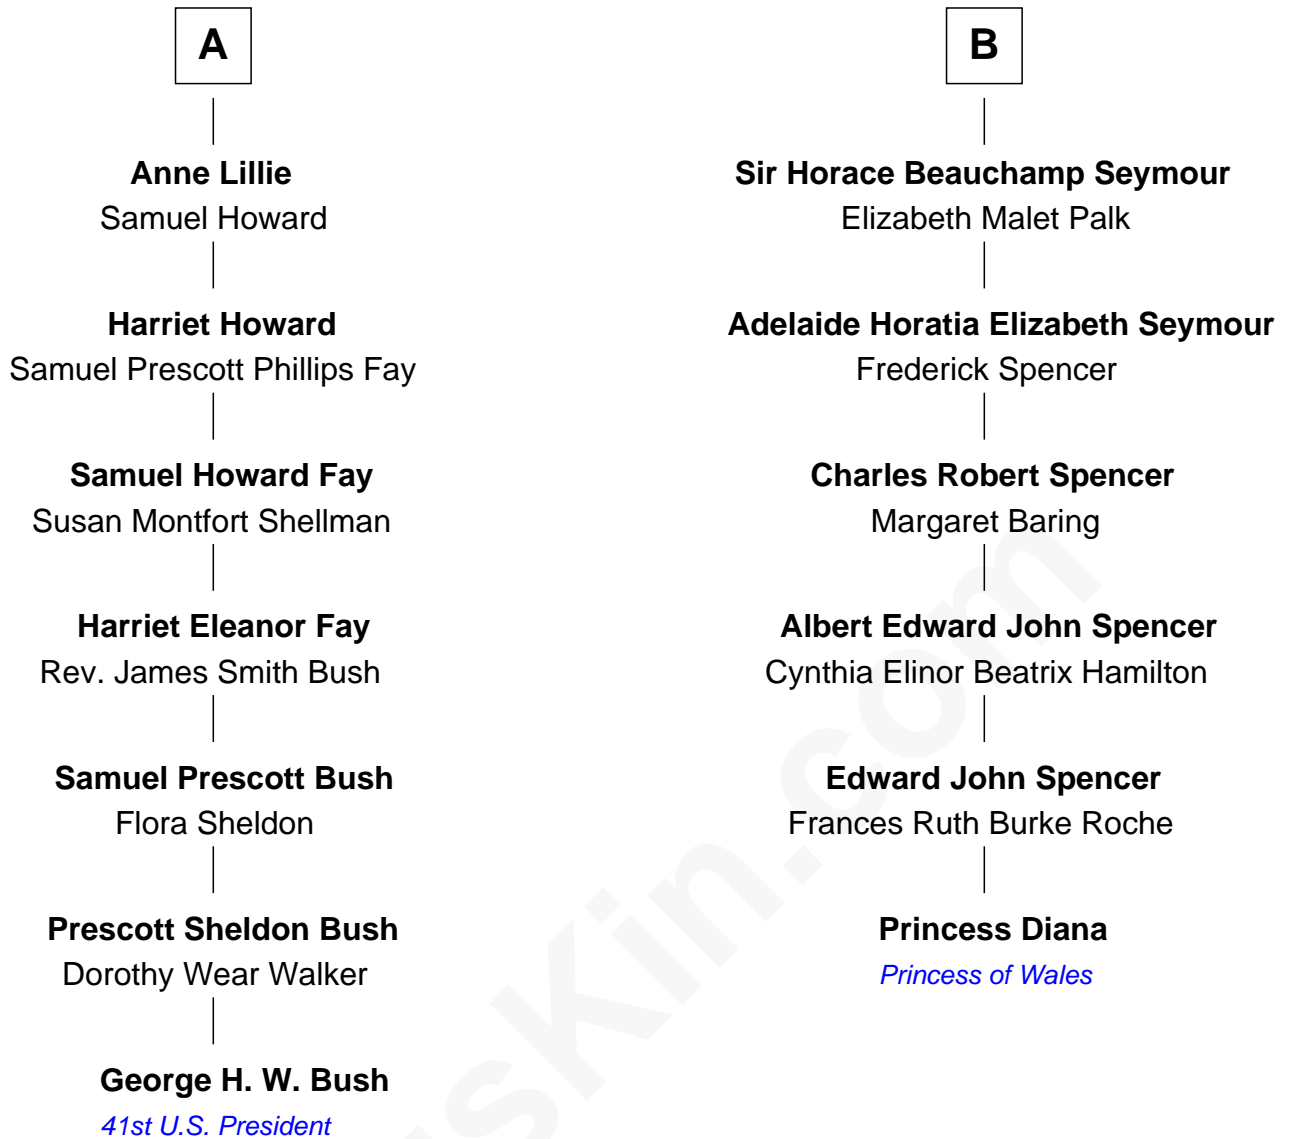 A
Anne Lillie
Samuel Howard
Harriet Howard
Samuel Prescott Phillips Fay
Samuel Howard Fay
Susan Montfort Shellman
Harriet Eleanor Fay
Rev. James Smith Bush
Samuel Prescott Bush
Flora Sheldon
Prescott Sheldon Bush
Dorothy Wear Walker
George H. W. Bush
41st U.S. President
B
Sir Horace Beauchamp Seymour
Elizabeth Malet Palk
Adelaide Horatia Elizabeth Seymour
Frederick Spencer
Charles Robert Spencer
Margaret Baring
Albert Edward John Spencer
Cynthia Elinor Beatrix Hamilton
Edward John Spencer
Frances Ruth Burke Roche
Princess Diana
Princess of Wales